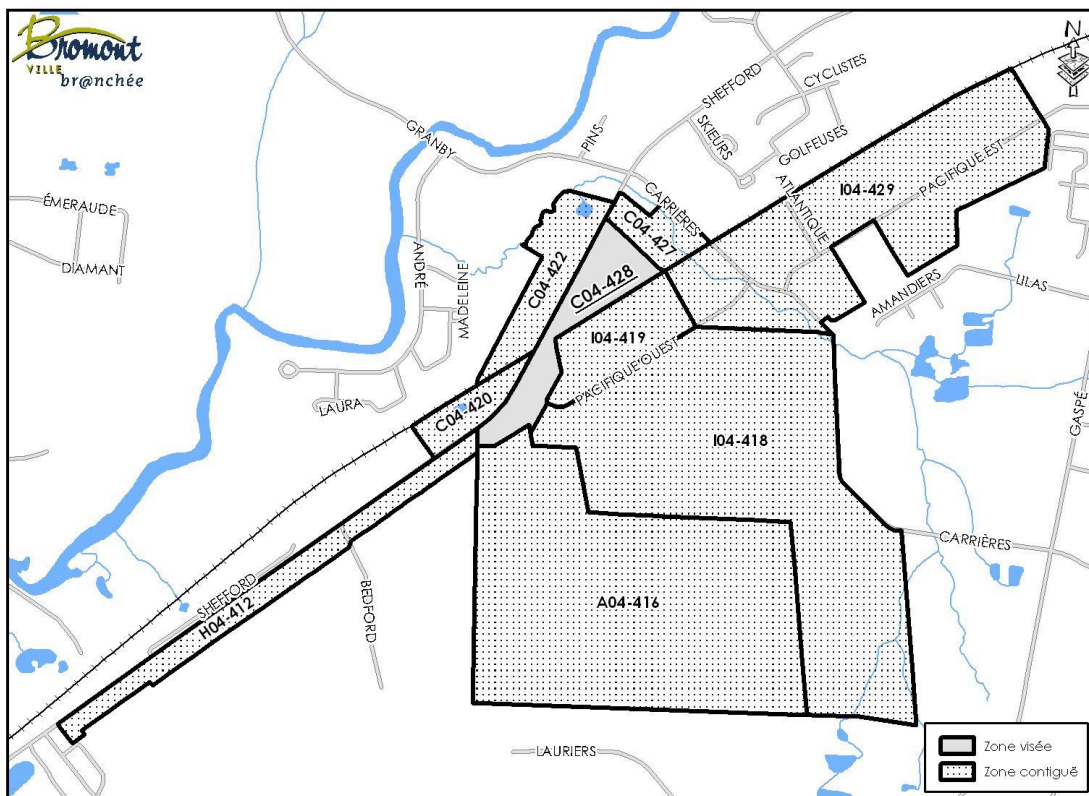 Bromont
VILLE
br@nchée
N
SHEFFORD
CYCLISTES
SKIEURS
GOLFEUSES
PINS
GRANBY
CARRIÈRES
ATLANTIQUE
I04-429
PACIFIQUE EST
ÉMERAUDE
DIAMANT
ANDRÉ
MADELEINE
C04-422
C04-427
C04-428
AMANDIERS
LILAS
I04-419
PACIFIQUE OUEST
LAURA
C04-420
I04-418
GASPÉ
CARRIÈRES
SHEFFORD
H04-412
BEDFORD
A04-416
LAURIERS
Zone visée
Zone contiguë